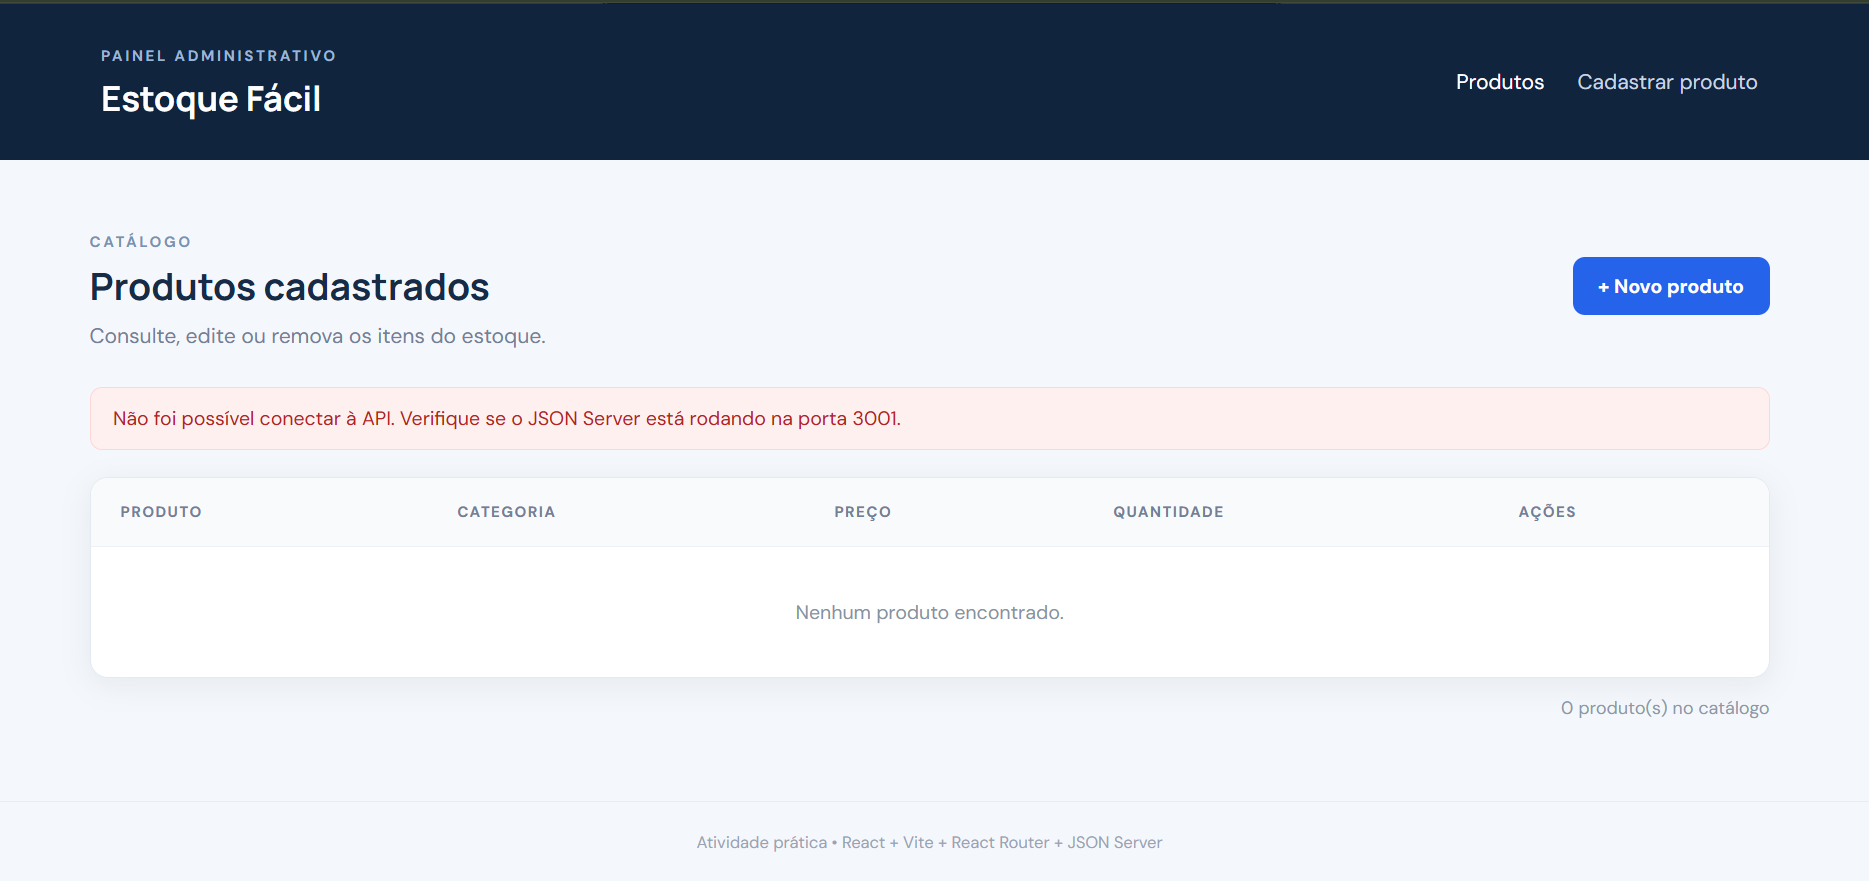 PAINEL ADMINISTRATIVO
Estoque Fácil
Produtos Cadastrar produto
CATÁLOGO
Produtos cadastrados
+ Novo produto
Consulte, edite ou remova os itens do estoque.
Não foi possível conectar à API. Verifique se o JSON Server está rodando na porta 3001.
PRODUTO CATEGORIA PREÇO QUANTIDADE AÇÕES
Nenhum produto encontrado.
0 produto(s) no catálogo
Atividade prática • React + Vite + React Router + JSON Server